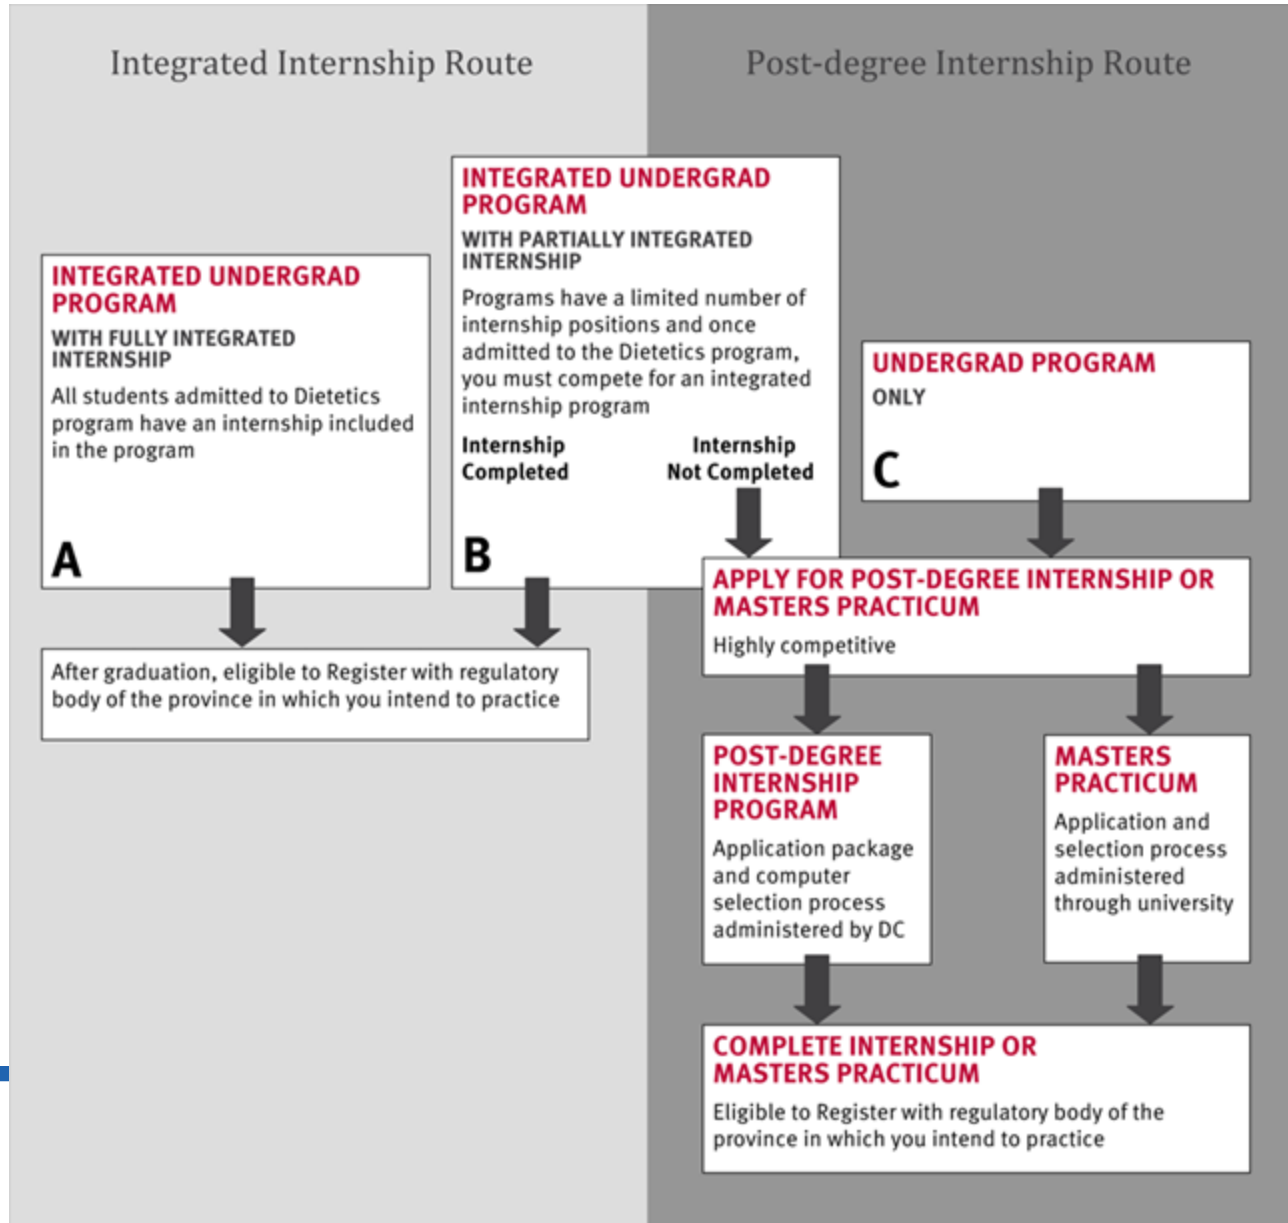 Integrated Internship Route
Post-degree Internship Route
INTEGRATED UNDERGRAD
PROGRAM
WITH FULLY INTEGRATED
INTERNSHIP
All students admitted to Dietetics
program have an internship included
in the program
A
INTEGRATED UNDERGRAD
PROGRAM
WITH PARTIALLY INTEGRATED
INTERNSHIP
Programs have a limited number of
internship positions and once
admitted to the Dietetics program,
you must compete for an integrated
internship program
Internship
Completed
Internship
Not Completed
B
UNDERGRAD PROGRAM
ONLY
C
After graduation, eligible to Register with regulatory
body of the province in which you intend to practice
APPLY FOR POST-DEGREE INTERNSHIP OR
MASTERS PRACTICUM
Highly competitive
POST-DEGREE
INTERNSHIP
PROGRAM
Application package
and computer
selection process
administered by DC
MASTERS
PRACTICUM
Application and
selection process
administered
through university
COMPLETE INTERNSHIP OR
MASTERS PRACTICUM
Eligible to Register with regulatory body of the
province in which you intend to practice